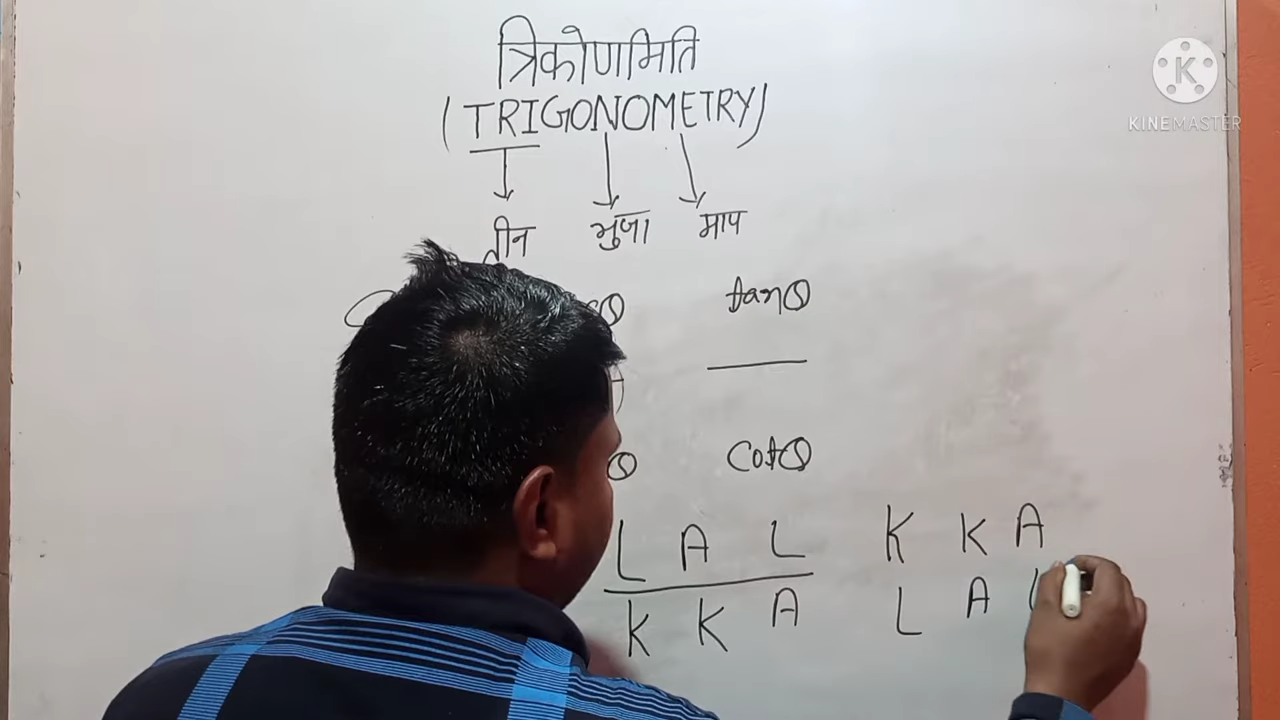 त्रिकोणमिति
(TRIGONOMETRY)
तीन भुजा माप
tanθ
cotθ
L A L K K A
K K A L A L
KINEMASTER